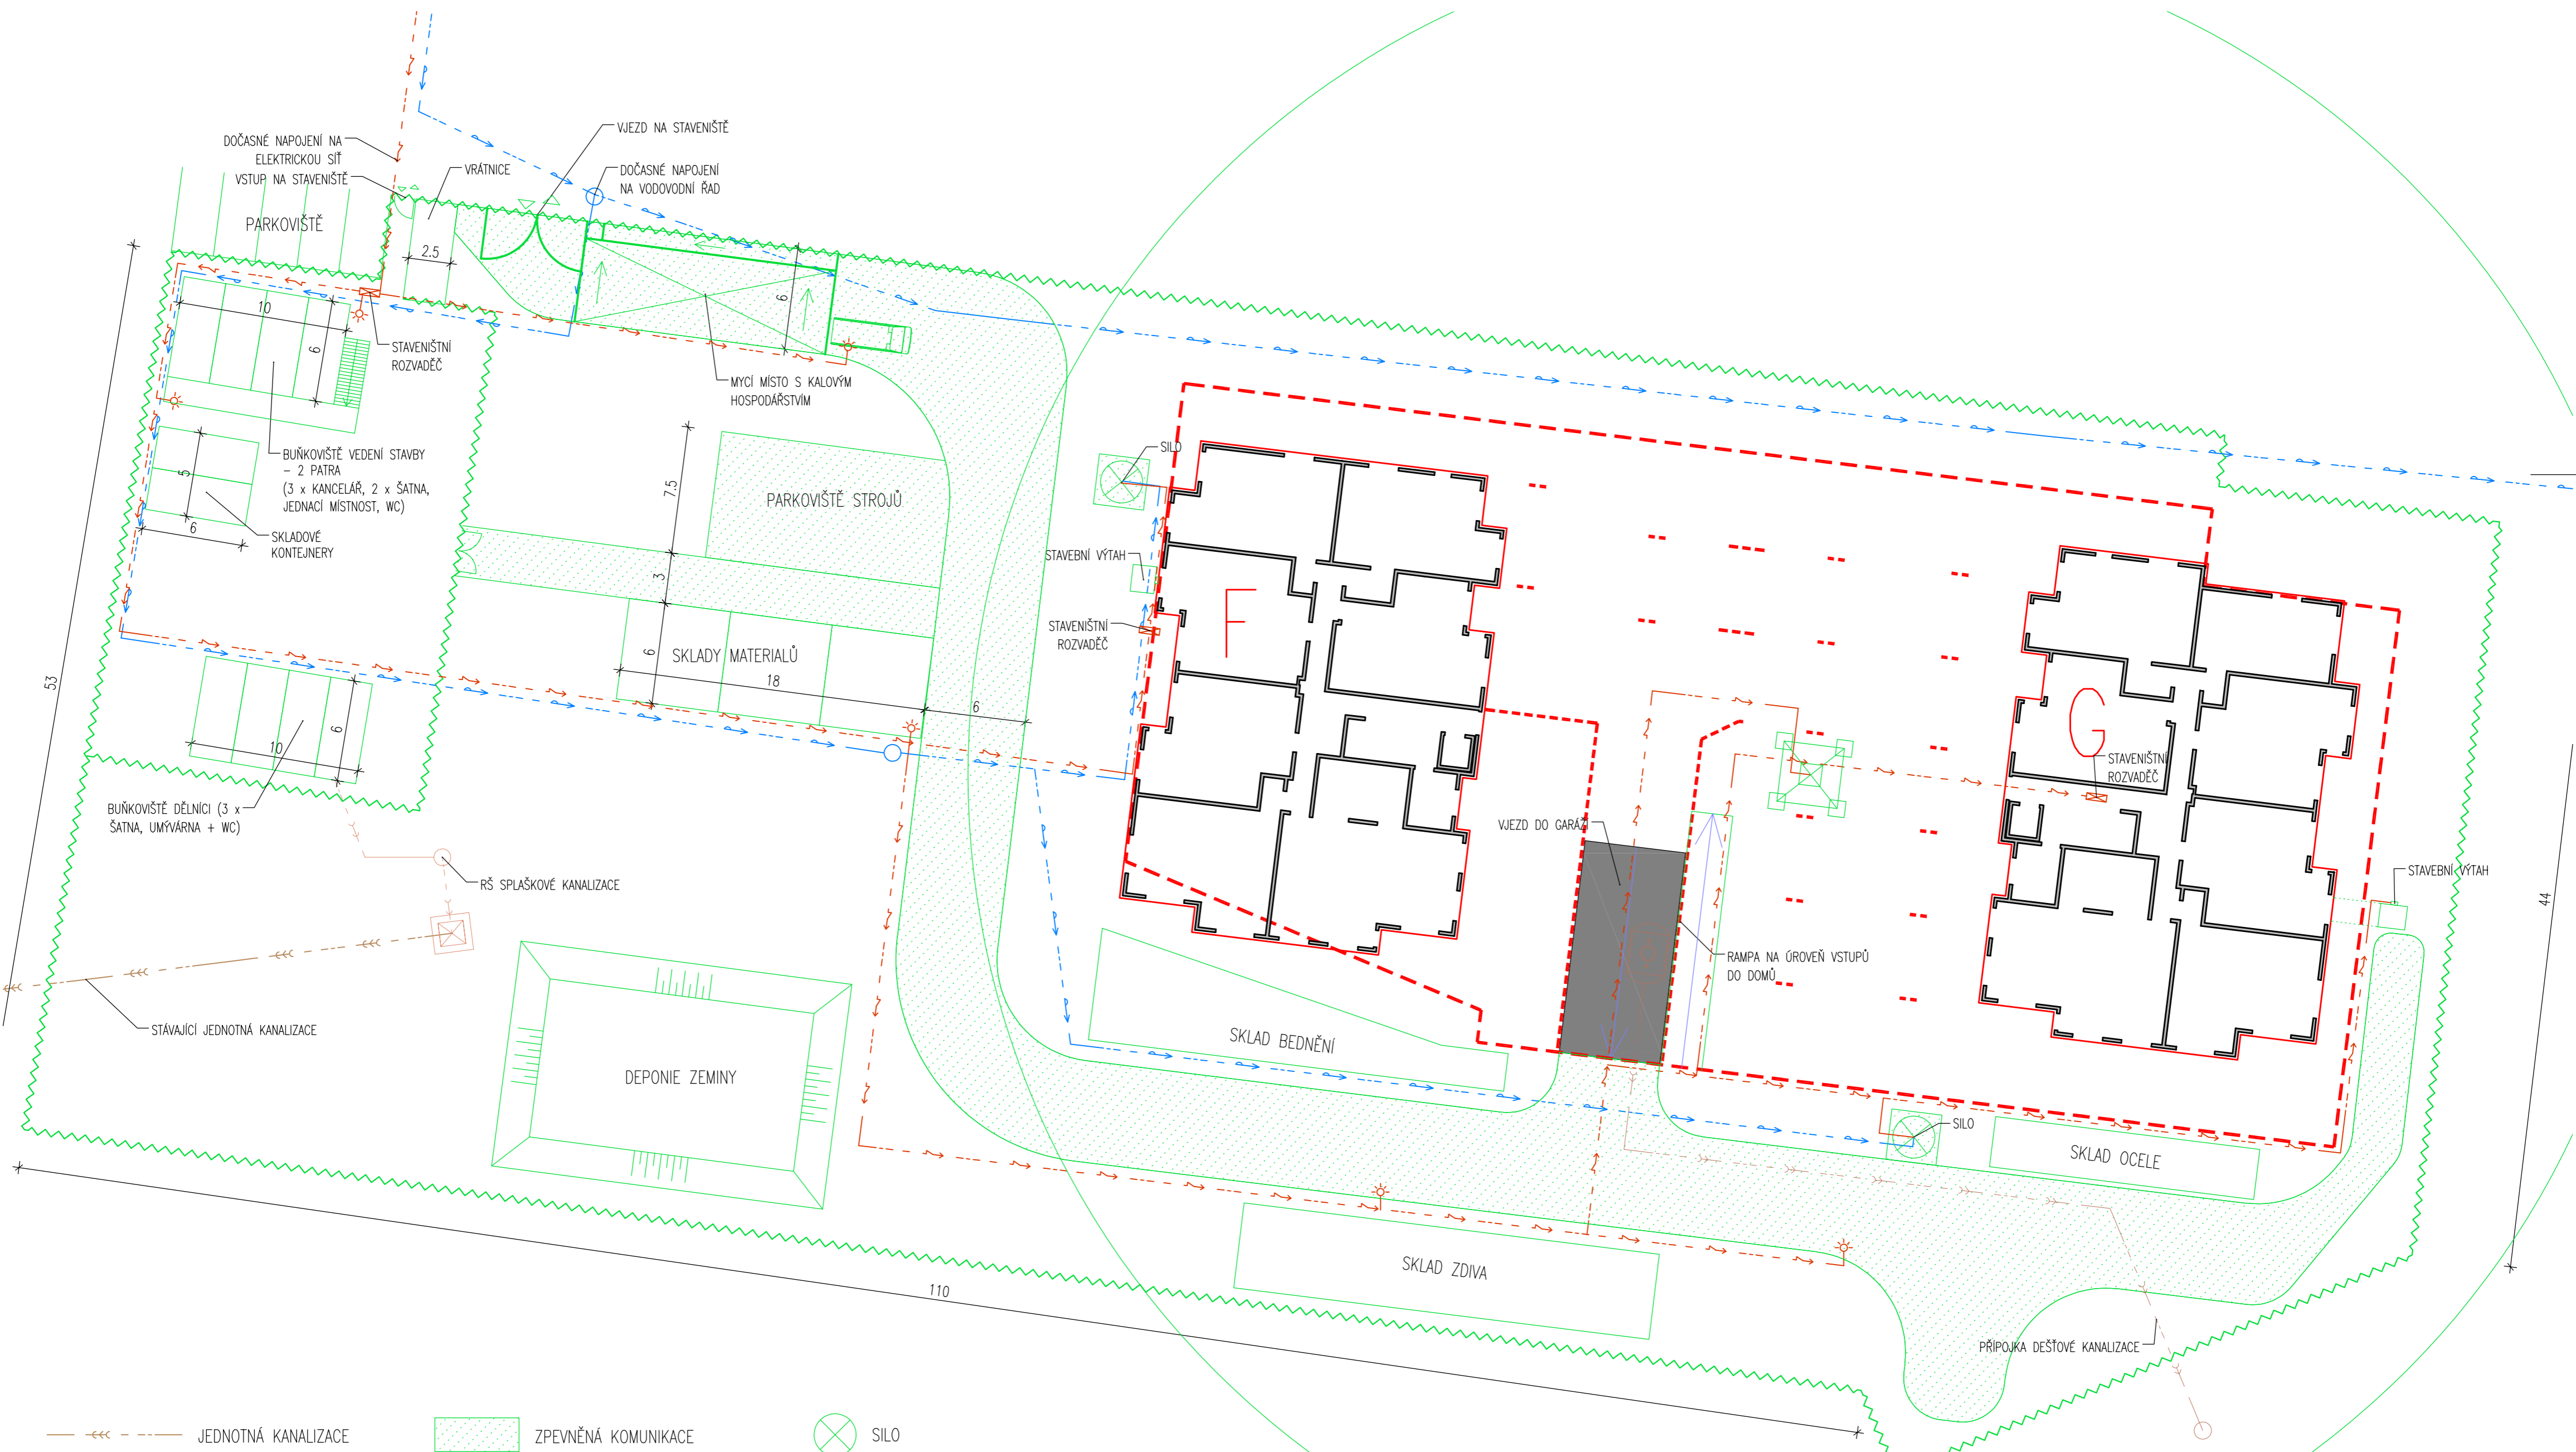 DOČASNÉ NAPOJENÍ NA
ELEKTRICKOU SÍŤ
VSTUP NA STAVENIŠTĚ
PARKOVIŠTĚ
VRÁTNICE
VJEZD NA STAVENIŠTĚ
DOČASNÉ NAPOJENÍ
NA VODOVODNÍ ŘAD
2.5
10
6
6
STAVENIŠTNÍ
ROZVADĚČ
MYCÍ MÍSTO S KALOVÝM
HOSPODÁŘSTVÍM
BUŇKOVIŠTĚ VEDENÍ STAVBY
- 2 PATRA
(3 x KANCELÁŘ, 2 x ŠATNA,
JEDNACÍ MÍSTNOST, WC)
5
6
SKLADOVÉ
KONTEJNERY
7.5
PARKOVIŠTĚ STROJŮ
3
6
SKLADY MATERIALŮ
18
6
53
SILO
STAVEBNÍ VÝTAH
STAVENIŠTNÍ
ROZVADĚČ
F
G
STAVENIŠTNÍ
ROZVADĚČ
10
6
BUŇKOVIŠTĚ DĚLNÍCI (3 x
ŠATNA, UMÝVÁRNA + WC)
RŠ SPLAŠKOVÉ KANALIZACE
STÁVAJÍCÍ JEDNOTNÁ KANALIZACE
DEPONIE ZEMINY
VJEZD DO GARÁŽÍ
RAMPA NA ÚROVEŇ VSTUPŮ
DO DOMŮ
STAVEBNÍ VÝTAH
44
SKLAD BEDNĚNÍ
SILO
SKLAD OCELE
SKLAD ZDIVA
PŘÍPOJKA DEŠŤOVÉ KANALIZACE
110
JEDNOTNÁ KANALIZACE
ZPEVNĚNÁ KOMUNIKACE
SILO